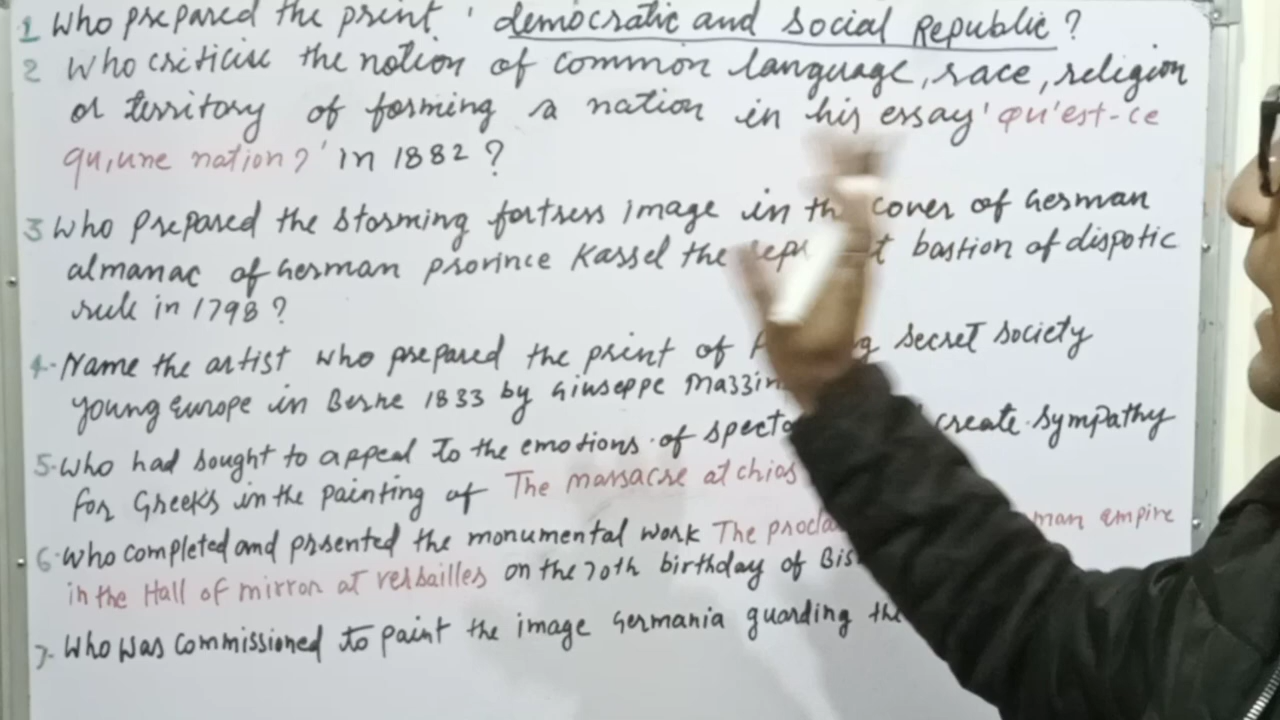 1 Who prepared the print ' democratic and social Republic ?
2 Who criticise the notion of common language, race, religion
or territory of forming a nation in his essay ' qu'est-ce
qu,une nation ?' in 1882 ?
3 Who prepared the storming fortress image in the cover of German
almanac of German province Kassel the bastion of dispotic
rule in 1798 ?
4- Name the artist who prepared the print of secret society
young Europe in Berne 1833 by Giuseppe
5- Who had sought to appeal to the emotions of create sympathy
for Greeks in the painting of The massacre at chios
6- Who completed and prsented the monumental work The empire
in the Hall of mirror at versailles on the 70th birthday of
7- Who was commissioned to paint the image Germania guarding the